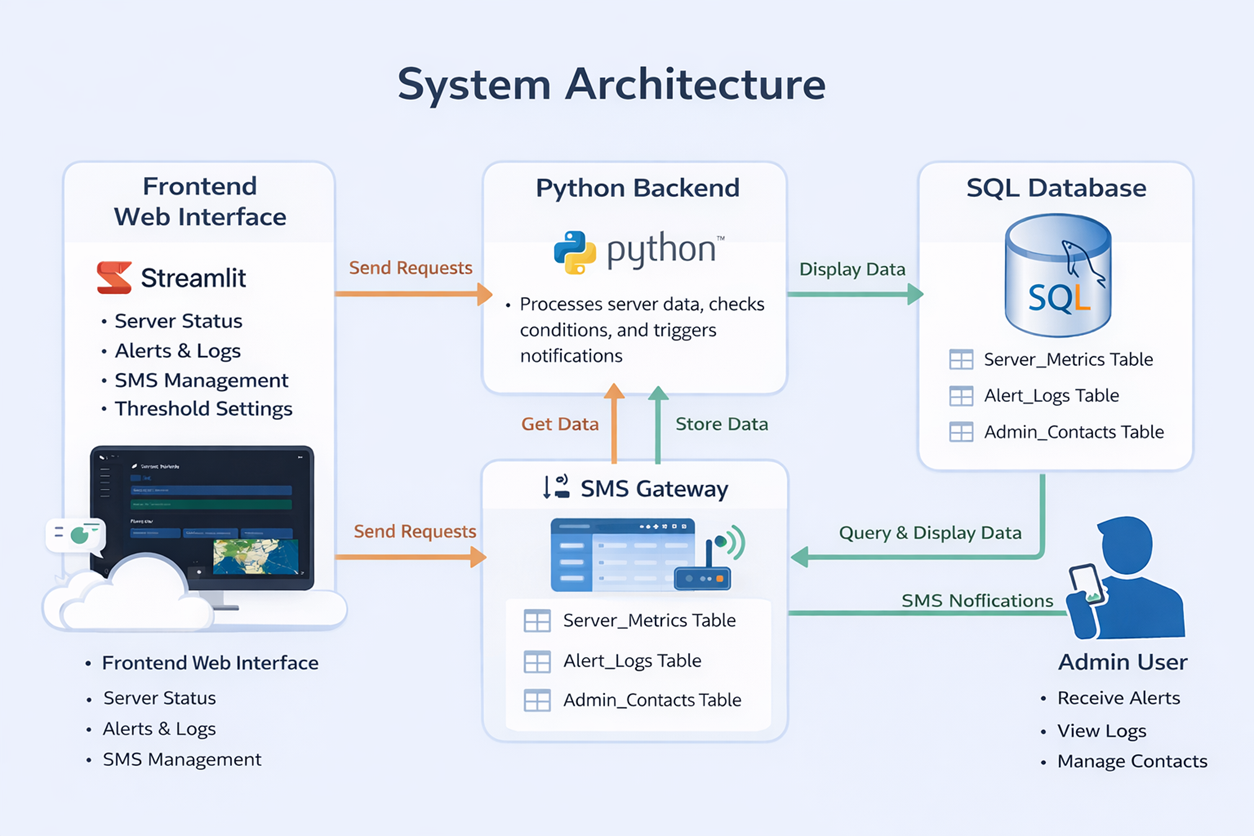 System Architecture
Frontend
Web Interface
Streamlit
• Server Status
• Alerts & Logs
• SMS Management
• Threshold Settings
• Frontend Web Interface
• Server Status
• Alerts & Logs
• SMS Management
Send Requests
Send Requests
Python Backend
python™
• Processes server data, checks
conditions, and triggers
notifications
Get Data
Store Data
SMS Gateway
Server_Metrics Table
Alert_Logs Table
Admin_Contacts Table
Display Data
SQL Database
SQL
Server_Metrics Table
Alert_Logs Table
Admin_Contacts Table
Query & Display Data
SMS Noffications
Admin User
• Receive Alerts
• View Logs
• Manage Contacts